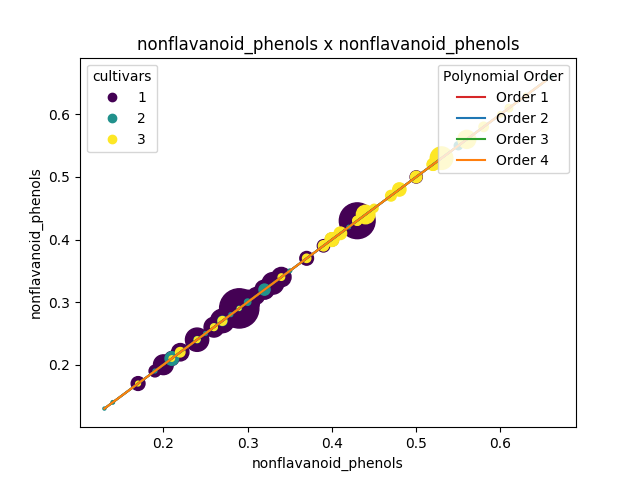 nonflavanoid_phenols x nonflavanoid_phenols
cultivars
1
2
3
Polynomial Order
Order 1
Order 2
Order 3
Order 4
nonflavanoid_phenols
0.6
0.5
0.4
0.3
0.2
0.2
0.3
0.4
0.5
0.6
nonflavanoid_phenols